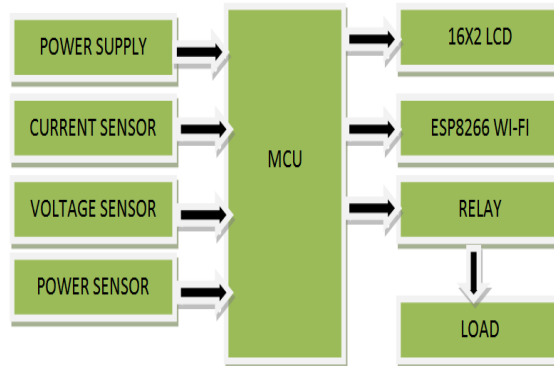 POWER SUPPLY
CURRENT SENSOR
VOLTAGE SENSOR
POWER SENSOR
MCU
16X2 LCD
ESP8266 WI-FI
RELAY
LOAD